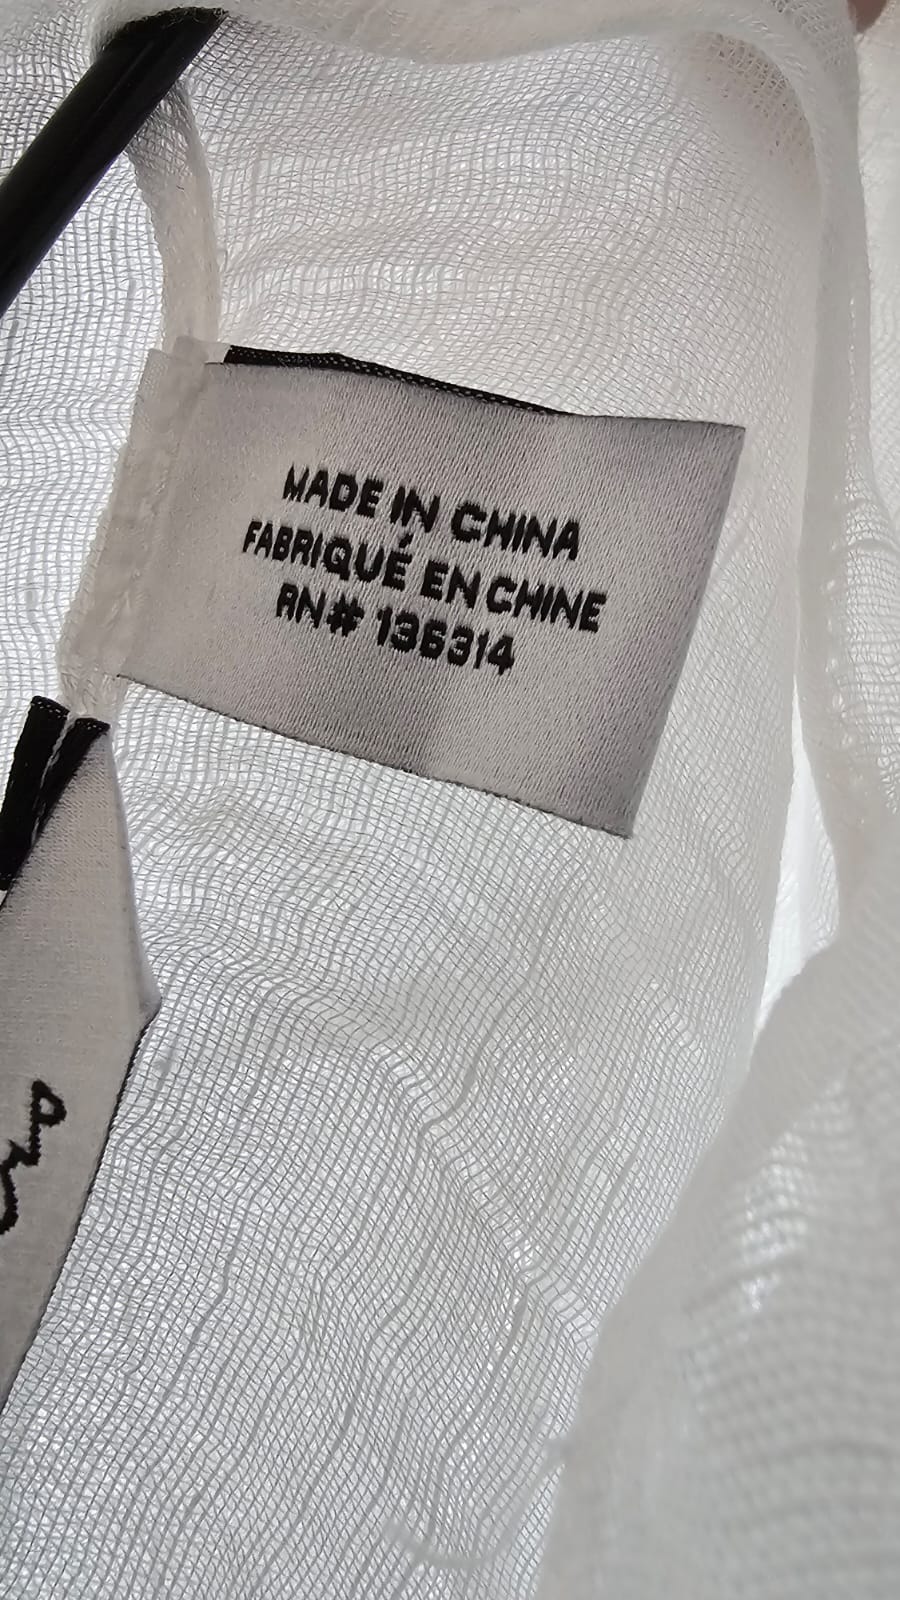 MADE IN CHINA
FABRIQUÉ EN CHINE
RN# 136314